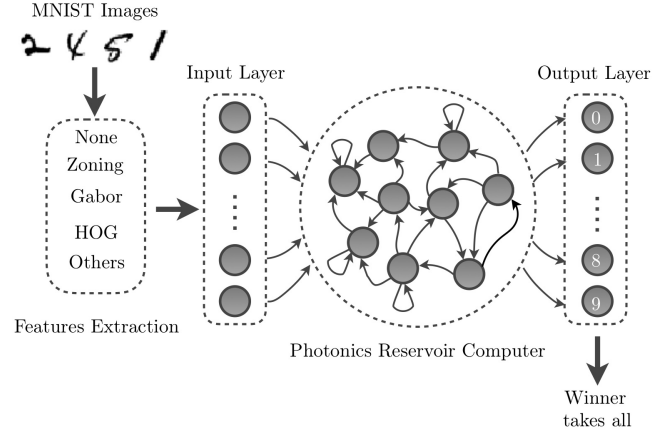 MNIST Images
2 4 5 1
Input Layer
Output Layer
None
Zoning
Gabor
HOG
Others
0
1
8
9
Features Extraction
Photonics Reservoir Computer
Winner
takes all